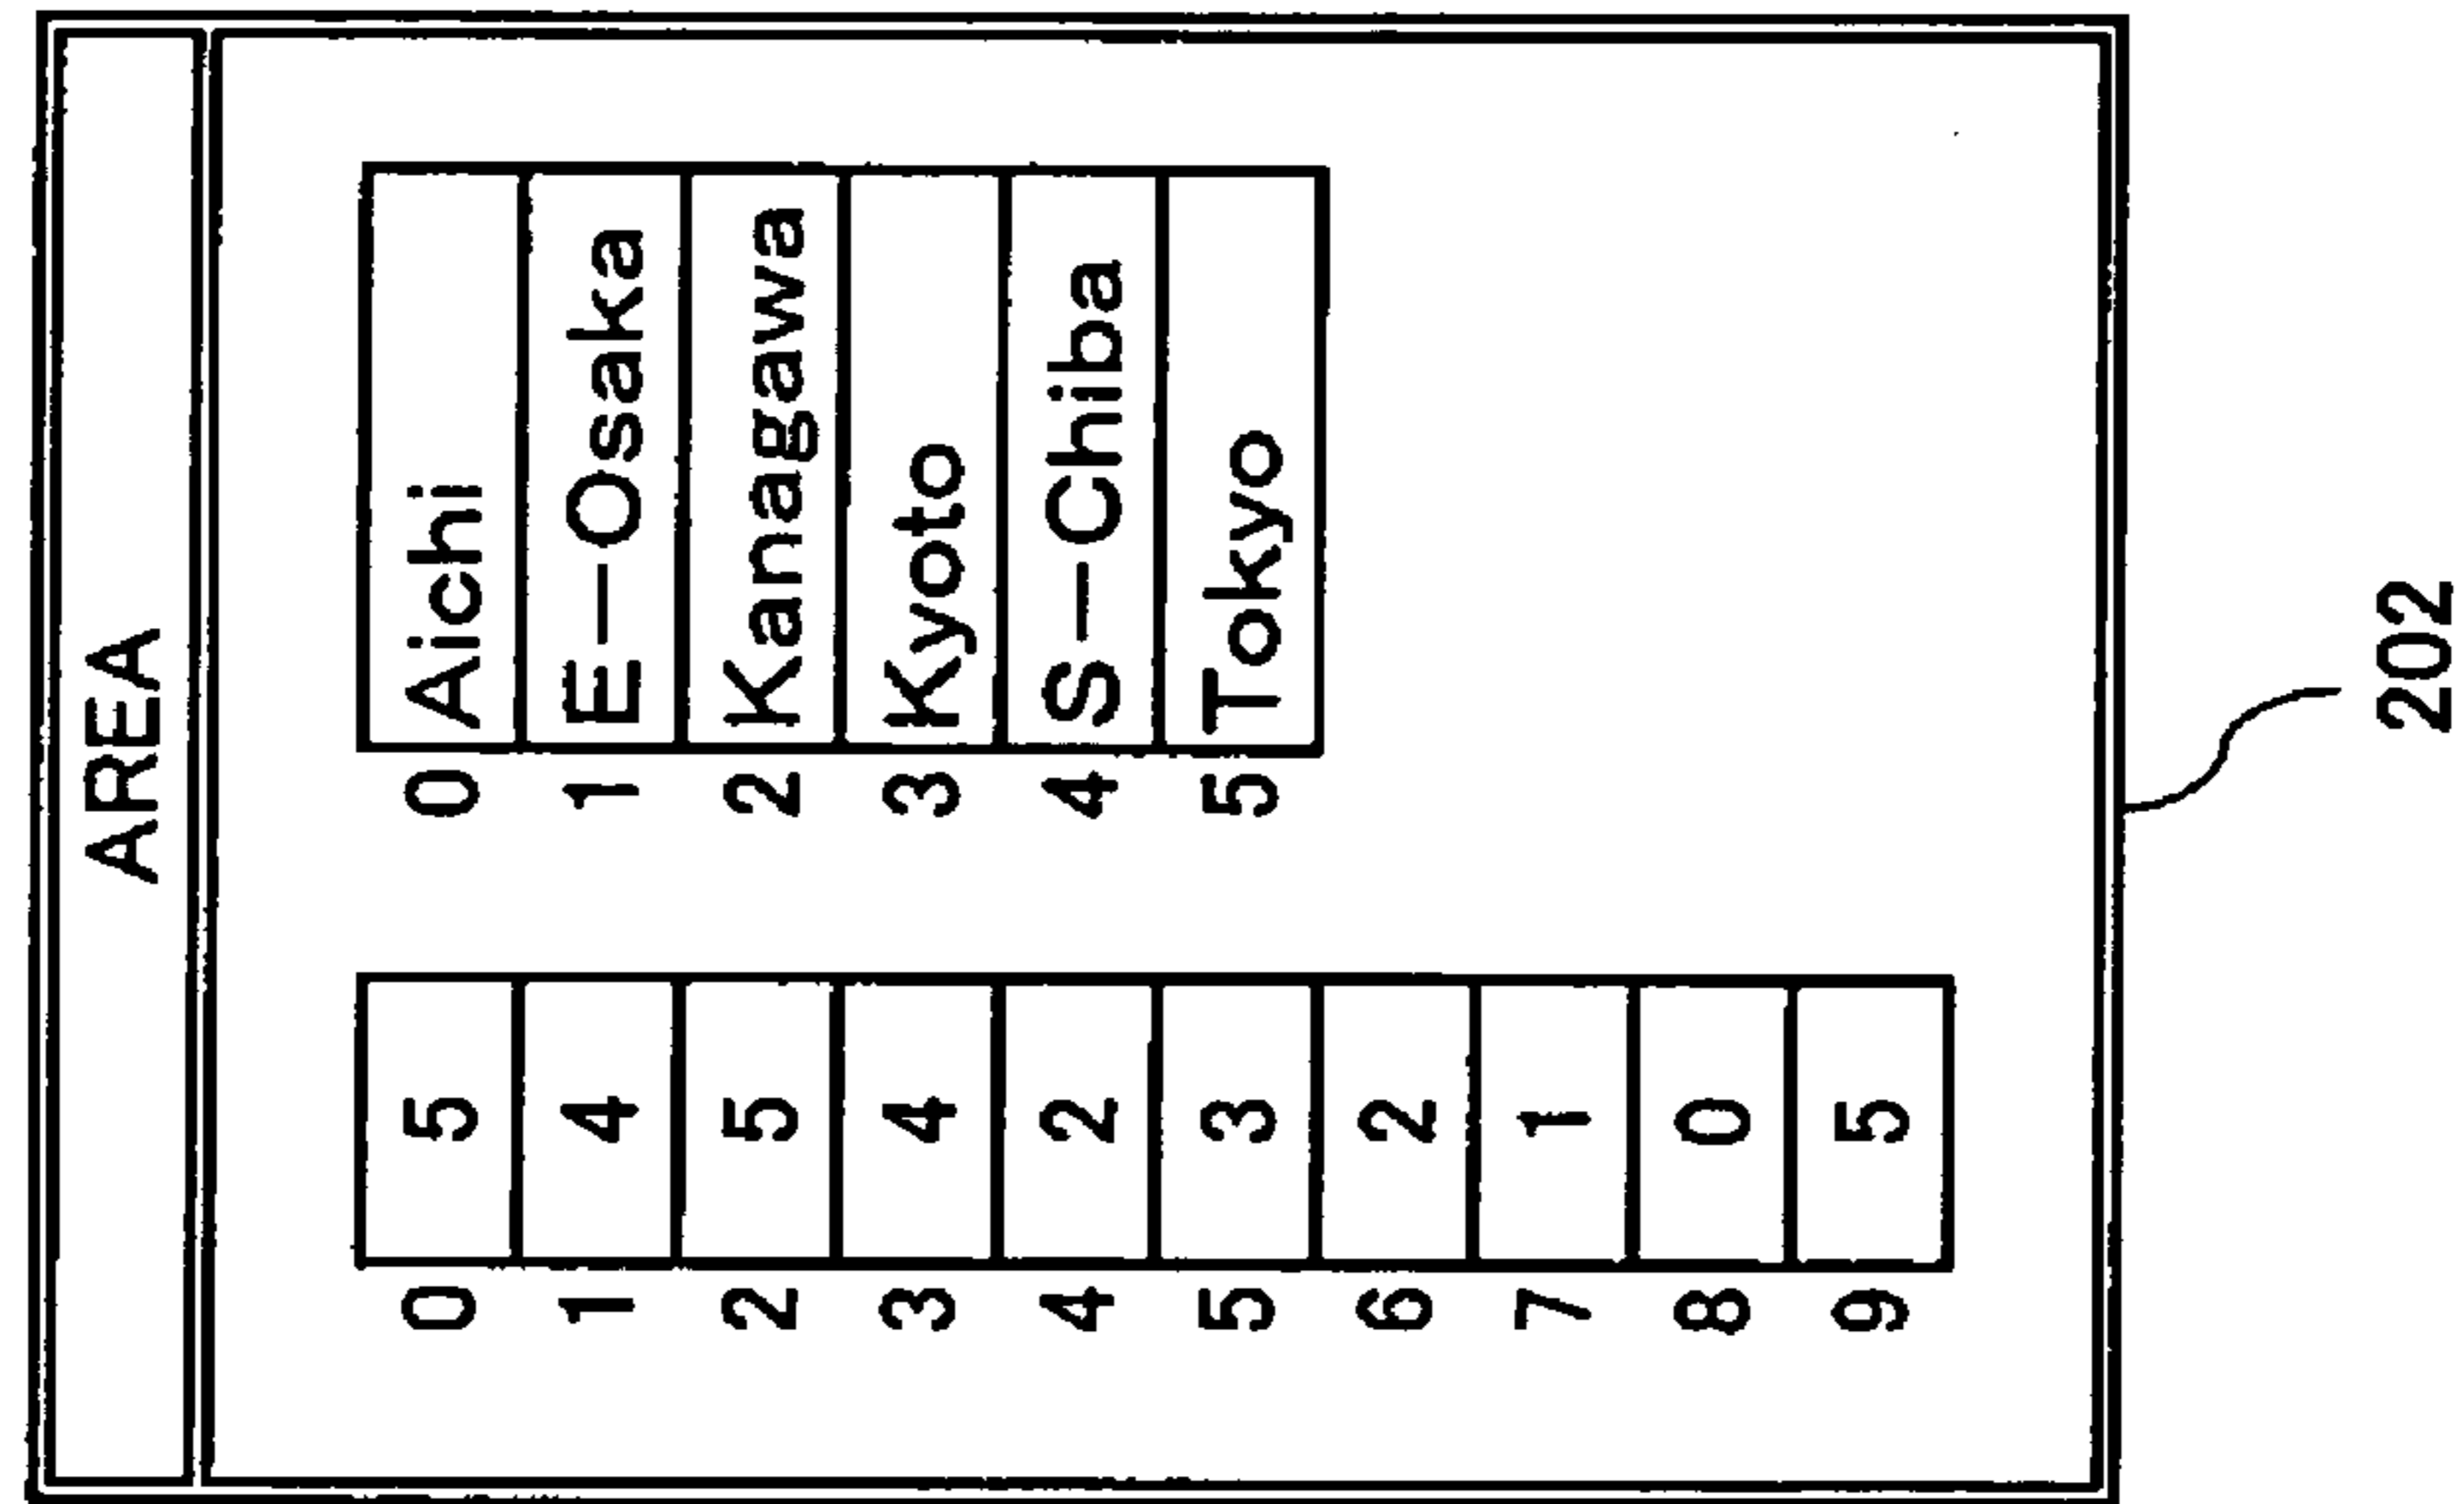 AREA
0 5 0 Aichi
1 4 1 E-Osaka
2 5 2 Kanagawa
3 4 3 Kyoto
4 2 4 S-Chiba
5 3 5 Tokyo
6 2
7 1
8 0
9 5
202